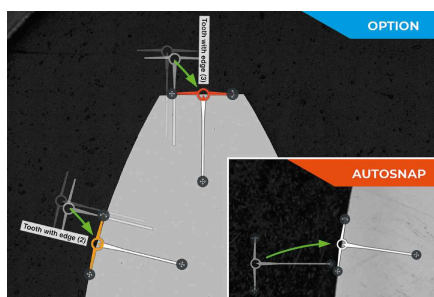 OPTION
Tooth with edge (3)
Tooth with edge (2)
AUTOSNAP